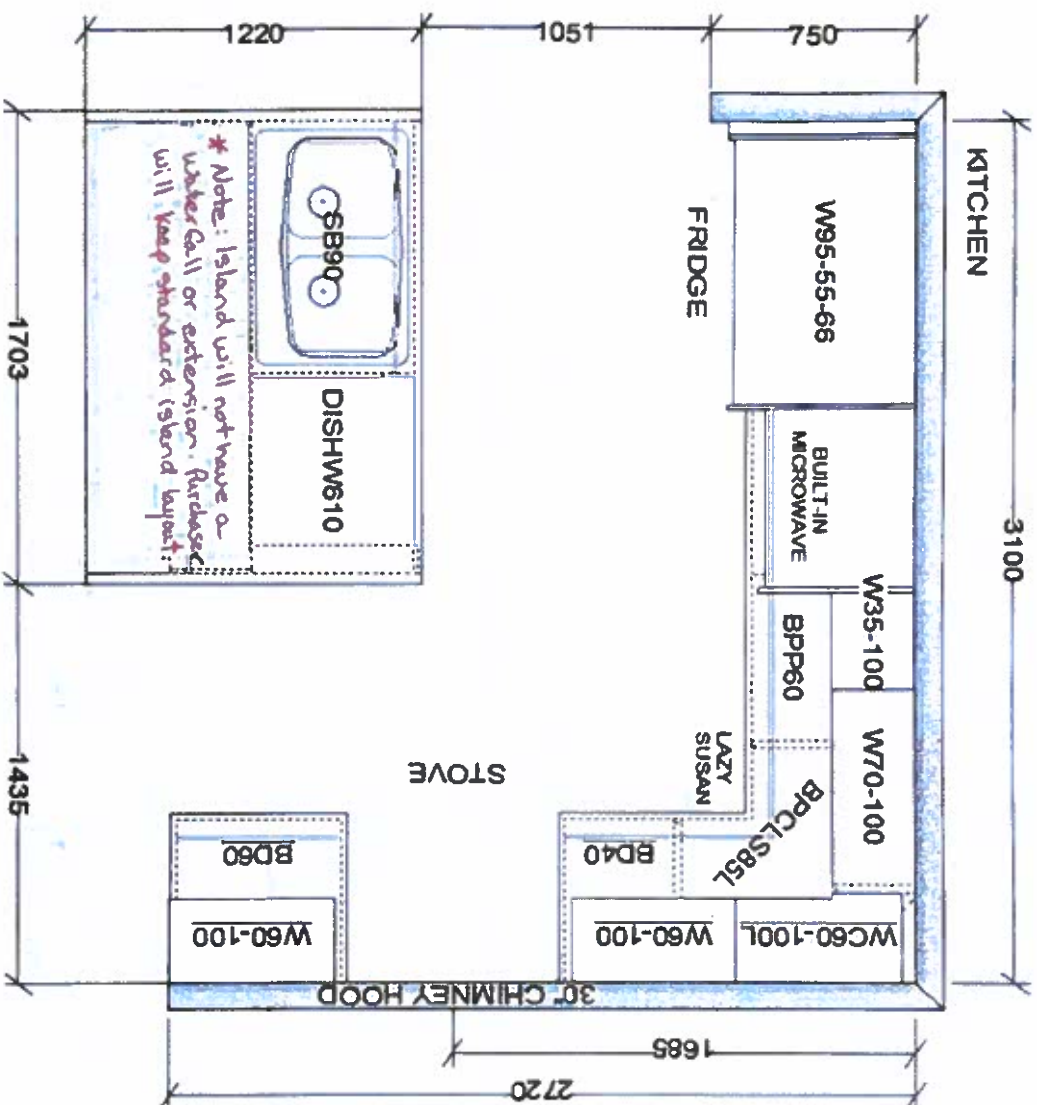 KITCHEN
3100
1220
1051
750
W95-55-66
FRIDGE
BUILT-IN
MICROWAVE
W35-100
W70-100
BPP60
LAZY
SUSAN
BPCLS85L
WC60-100L
W60-100
BD40
STOVE
BD60
W60-100
30" CHIMNEY HOOD
1685
2720
SB90
DISHW610
* Note: Island will not have a
waterfall or extension. Purchaser
will keep standard island layout.
1703
1435